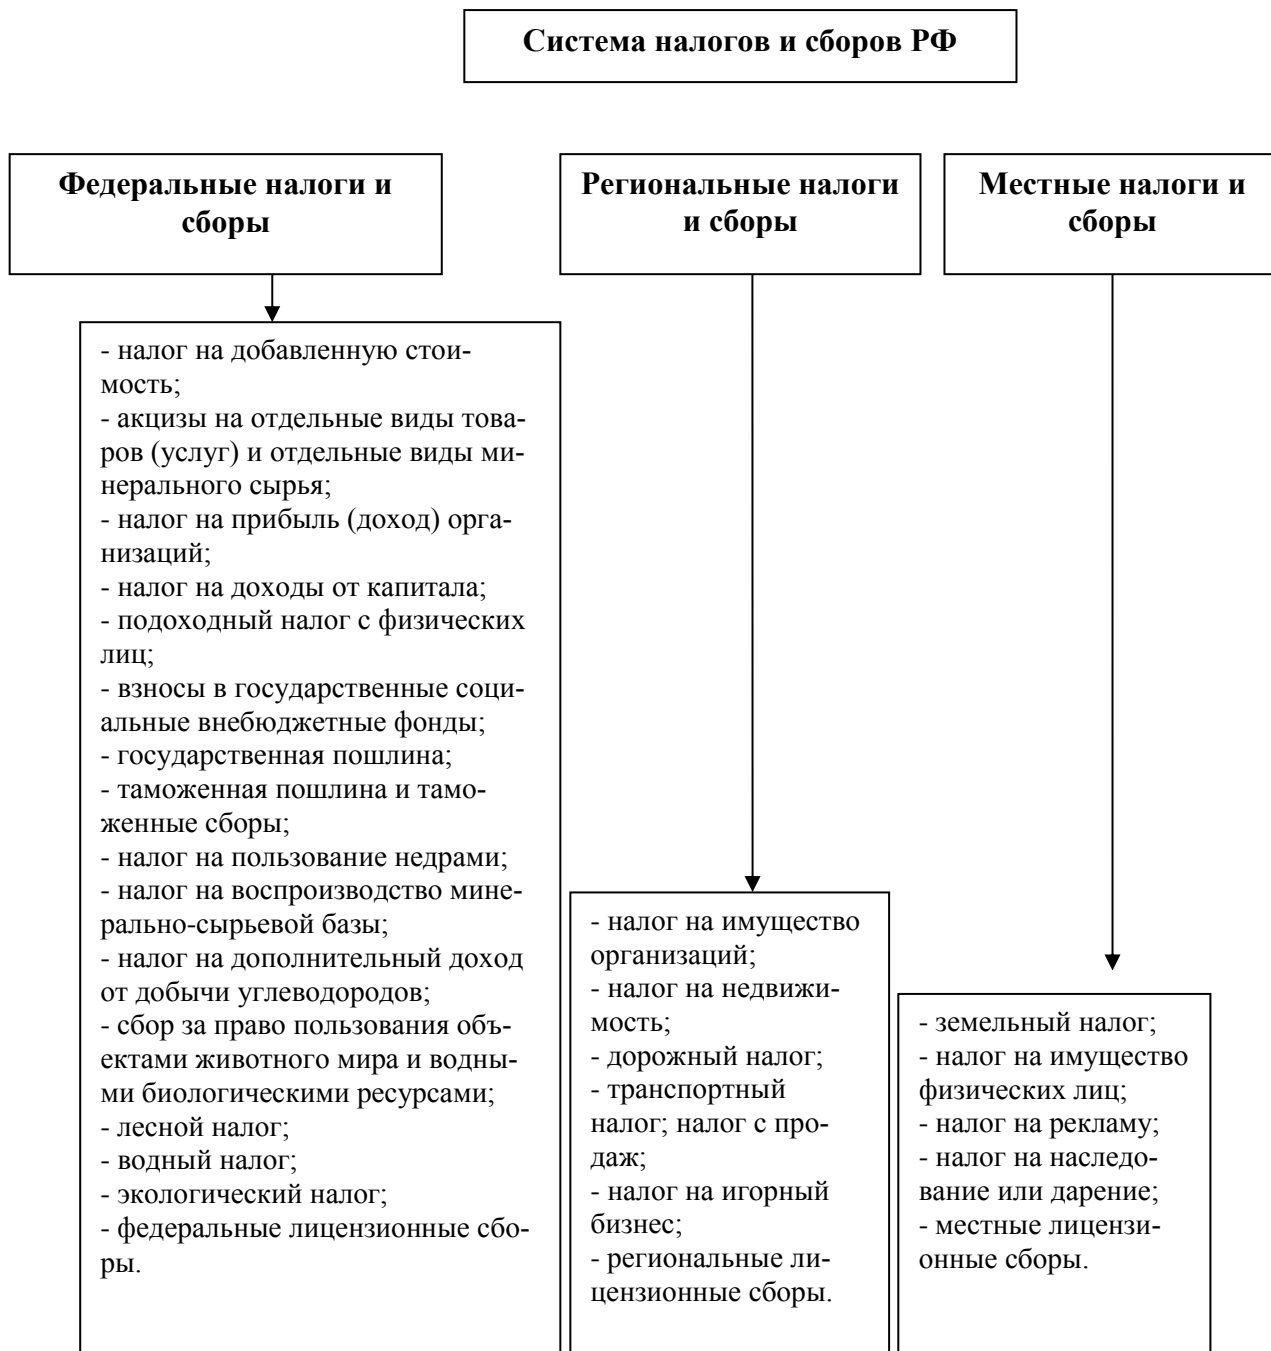 Система налогов и сборов РФ
Федеральные налоги и
сборы
Региональные налоги
и сборы
Местные налоги и
сборы
- налог на добавленную стои-
мость;
- акцизы на отдельные виды това-
ров (услуг) и отдельные виды ми-
нерального сырья;
- налог на прибыль (доход) орга-
низаций;
- налог на доходы от капитала;
- подоходный налог с физических
лиц;
- взносы в государственные соци-
альные внебюджетные фонды;
- государственная пошлина;
- таможенная пошлина и тамо-
женные сборы;
- налог на пользование недрами;
- налог на воспроизводство мине-
рально-сырьевой базы;
- налог на дополнительный доход
от добычи углеводородов;
- сбор за право пользования объ-
ектами животного мира и водны-
ми биологическими ресурсами;
- лесной налог;
- водный налог;
- экологический налог;
- федеральные лицензионные сбо-
ры.
- налог на имущество
организаций;
- налог на недвижи-
мость;
- дорожный налог;
- транспортный
налог; налог с про-
даж;
- налог на игорный
бизнес;
- региональные ли-
цензионные сборы.
- земельный налог;
- налог на имущество
физических лиц;
- налог на рекламу;
- налог на наследо-
вание или дарение;
- местные лицензи-
онные сборы.